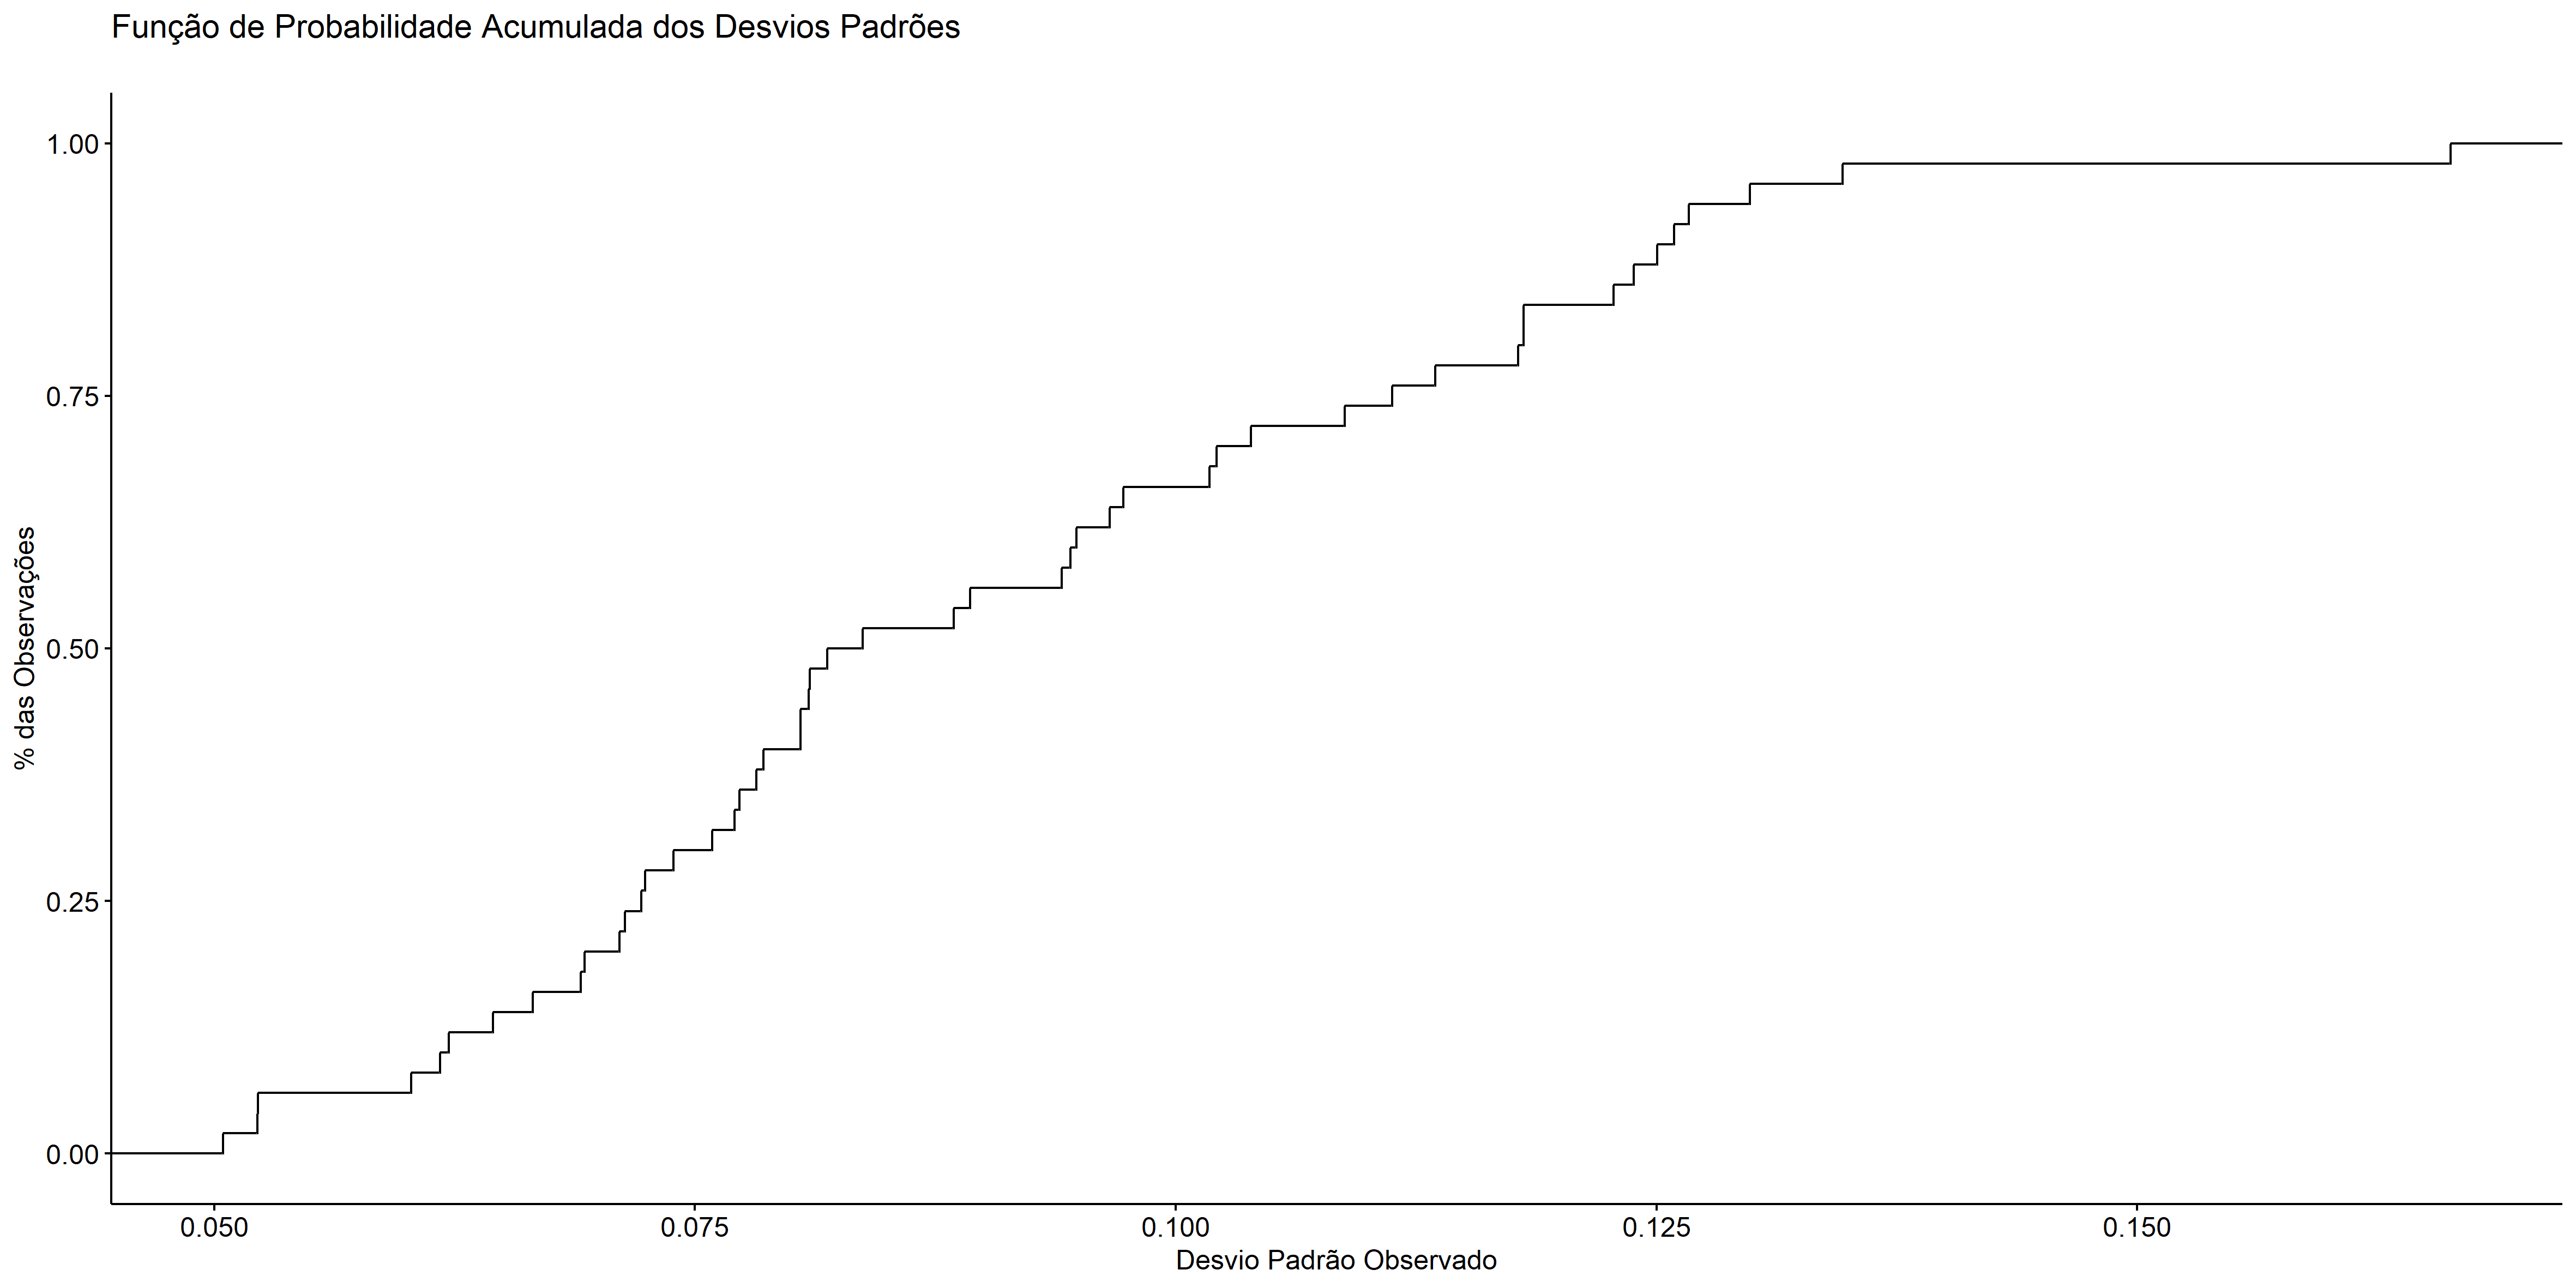 Função de Probabilidade Acumulada dos Desvios Padrões
1.00
0.75
0.50
0.25
0.00
% das Observações
0.050 0.075 0.100 0.125 0.150
Desvio Padrão Observado